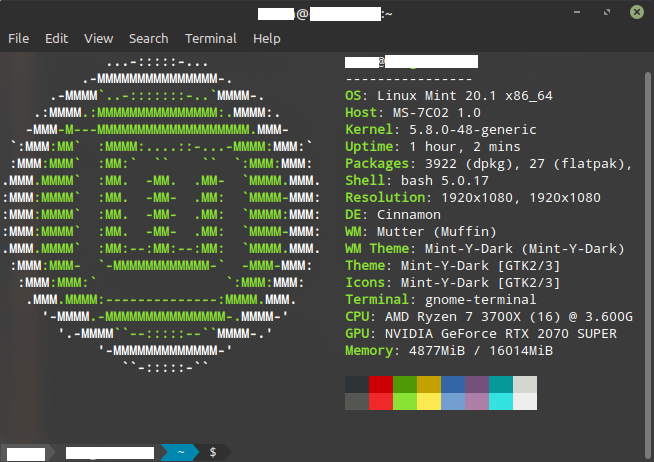 @ :~
File Edit View Search Terminal Help
...-:::::-...
.-MMMMMMMMMMMMMMM-.
.-MMMM`..-:::::::-..`MMMM-.
.:MMMM.:MMMMMMMMMMMMMMM:.MMMM:.
-MMM-M---MMMMMMMMMMMMMMMMMMM.MMM-
`:MMM:MM`  :MMMM:....::-...-MMMM:MMM:`
:MMM:MMM`  :MM:`  ``    ``  `:MMM:MMM:
.MMM.MMMM`  :MM.  -MM.  .MM-  `MMMM.MMM.
:MMM:MMMM`  :MM.  -MM-  .MM:  `MMMM-MMM:
:MMM:MMMM`  :MM.  -MM-  .MM:  `MMMM:MMM:
:MMM:MMMM`  :MM.  -MM-  .MM:  `MMMM-MMM:
.MMM.MMMM`  :MM:--:MM:--:MM:  `MMMM.MMM.
:MMM:MMM-  `-MMMMMMMMMMMM-`  -MMM-MMM:
:MMM:MMM:`                `:MMM:MMM:
.MMM.MMMM:--------------:MMMM.MMM.
'-MMMM.-MMMMMMMMMMMMMMM-.MMMM-'
'.-MMMM``--:::::--``MMMM-.'
'-MMMMMMMMMMMMM-'
``-:::::-``
@
----------------
OS: Linux Mint 20.1 x86_64
Host: MS-7C02 1.0
Kernel: 5.8.0-48-generic
Uptime: 1 hour, 2 mins
Packages: 3922 (dpkg), 27 (flatpak),
Shell: bash 5.0.17
Resolution: 1920x1080, 1920x1080
DE: Cinnamon
WM: Mutter (Muffin)
WM Theme: Mint-Y-Dark (Mint-Y-Dark)
Theme: Mint-Y-Dark [GTK2/3]
Icons: Mint-Y-Dark [GTK2/3]
Terminal: gnome-terminal
CPU: AMD Ryzen 7 3700X (16) @ 3.600G
GPU: NVIDIA GeForce RTX 2070 SUPER
Memory: 4877MiB / 16014MiB
~ $